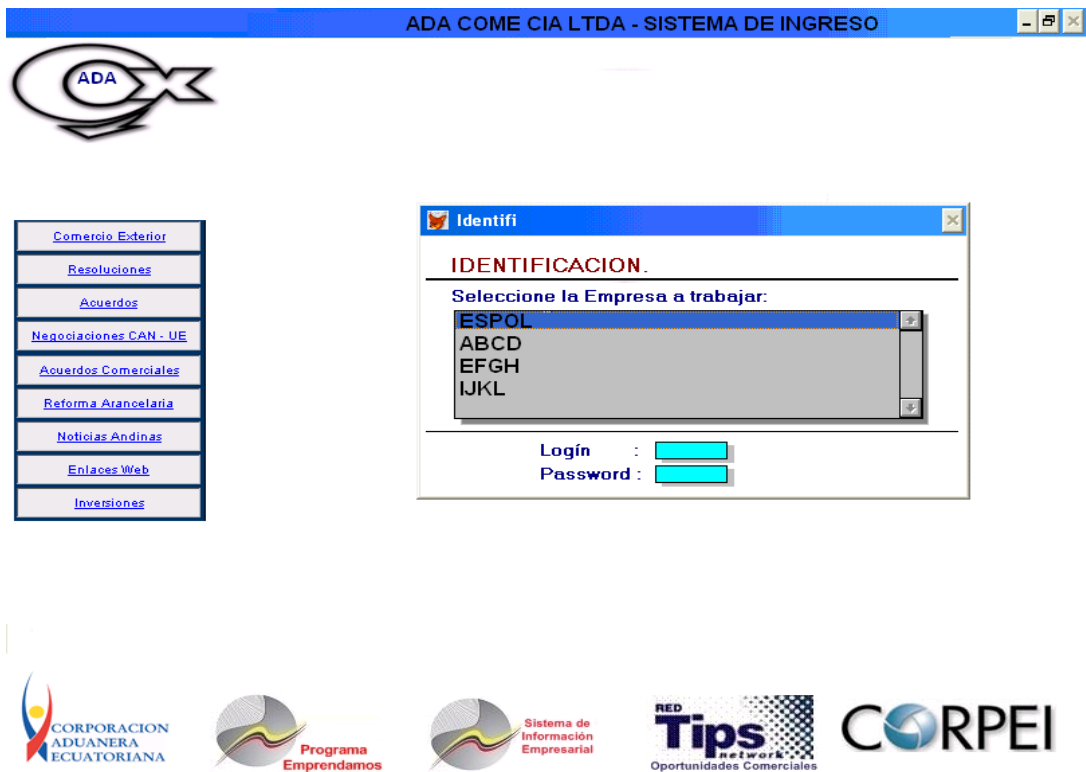 ADA COME CIA LTDA - SISTEMA DE INGRESO
ADA
Comercio Exterior
Resoluciones
Acuerdos
Negociaciones CAN - UE
Acuerdos Comerciales
Reforma Arancelaria
Noticias Andinas
Enlaces Web
Inversiones
Identifi
IDENTIFICACION.
Seleccione la Empresa a trabajar:
ESPOL
ABCD
EFGH
IJKL
Logín :
Password :
CORPORACION
ADUANERA
ECUATORIANA
Programa
Emprendamos
Sistema de
Información
Empresarial
RED
Tips
network
Oportunidades Comerciales
CORPEI